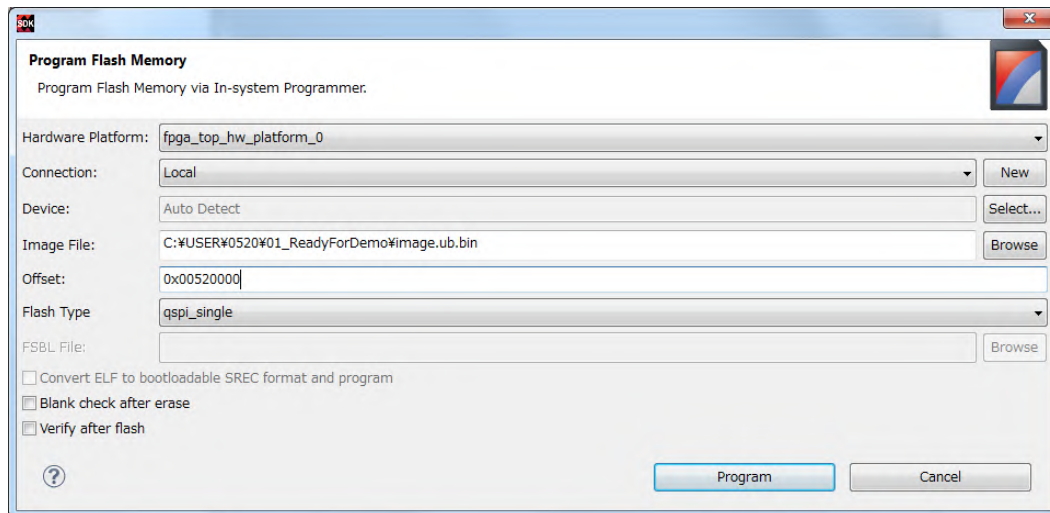 SDK
Program Flash Memory
Program Flash Memory via In-system Programmer.
Hardware Platform: fpga_top_hw_platform_0
Connection: Local New
Device: Auto Detect Select...
Image File: C:¥USER¥0520¥01_ReadyForDemo¥image.ub.bin Browse
Offset: 0x00520000
Flash Type qspi_single
FSBL File: Browse
Convert ELF to bootloadable SREC format and program
Blank check after erase
Verify after flash
? Program Cancel